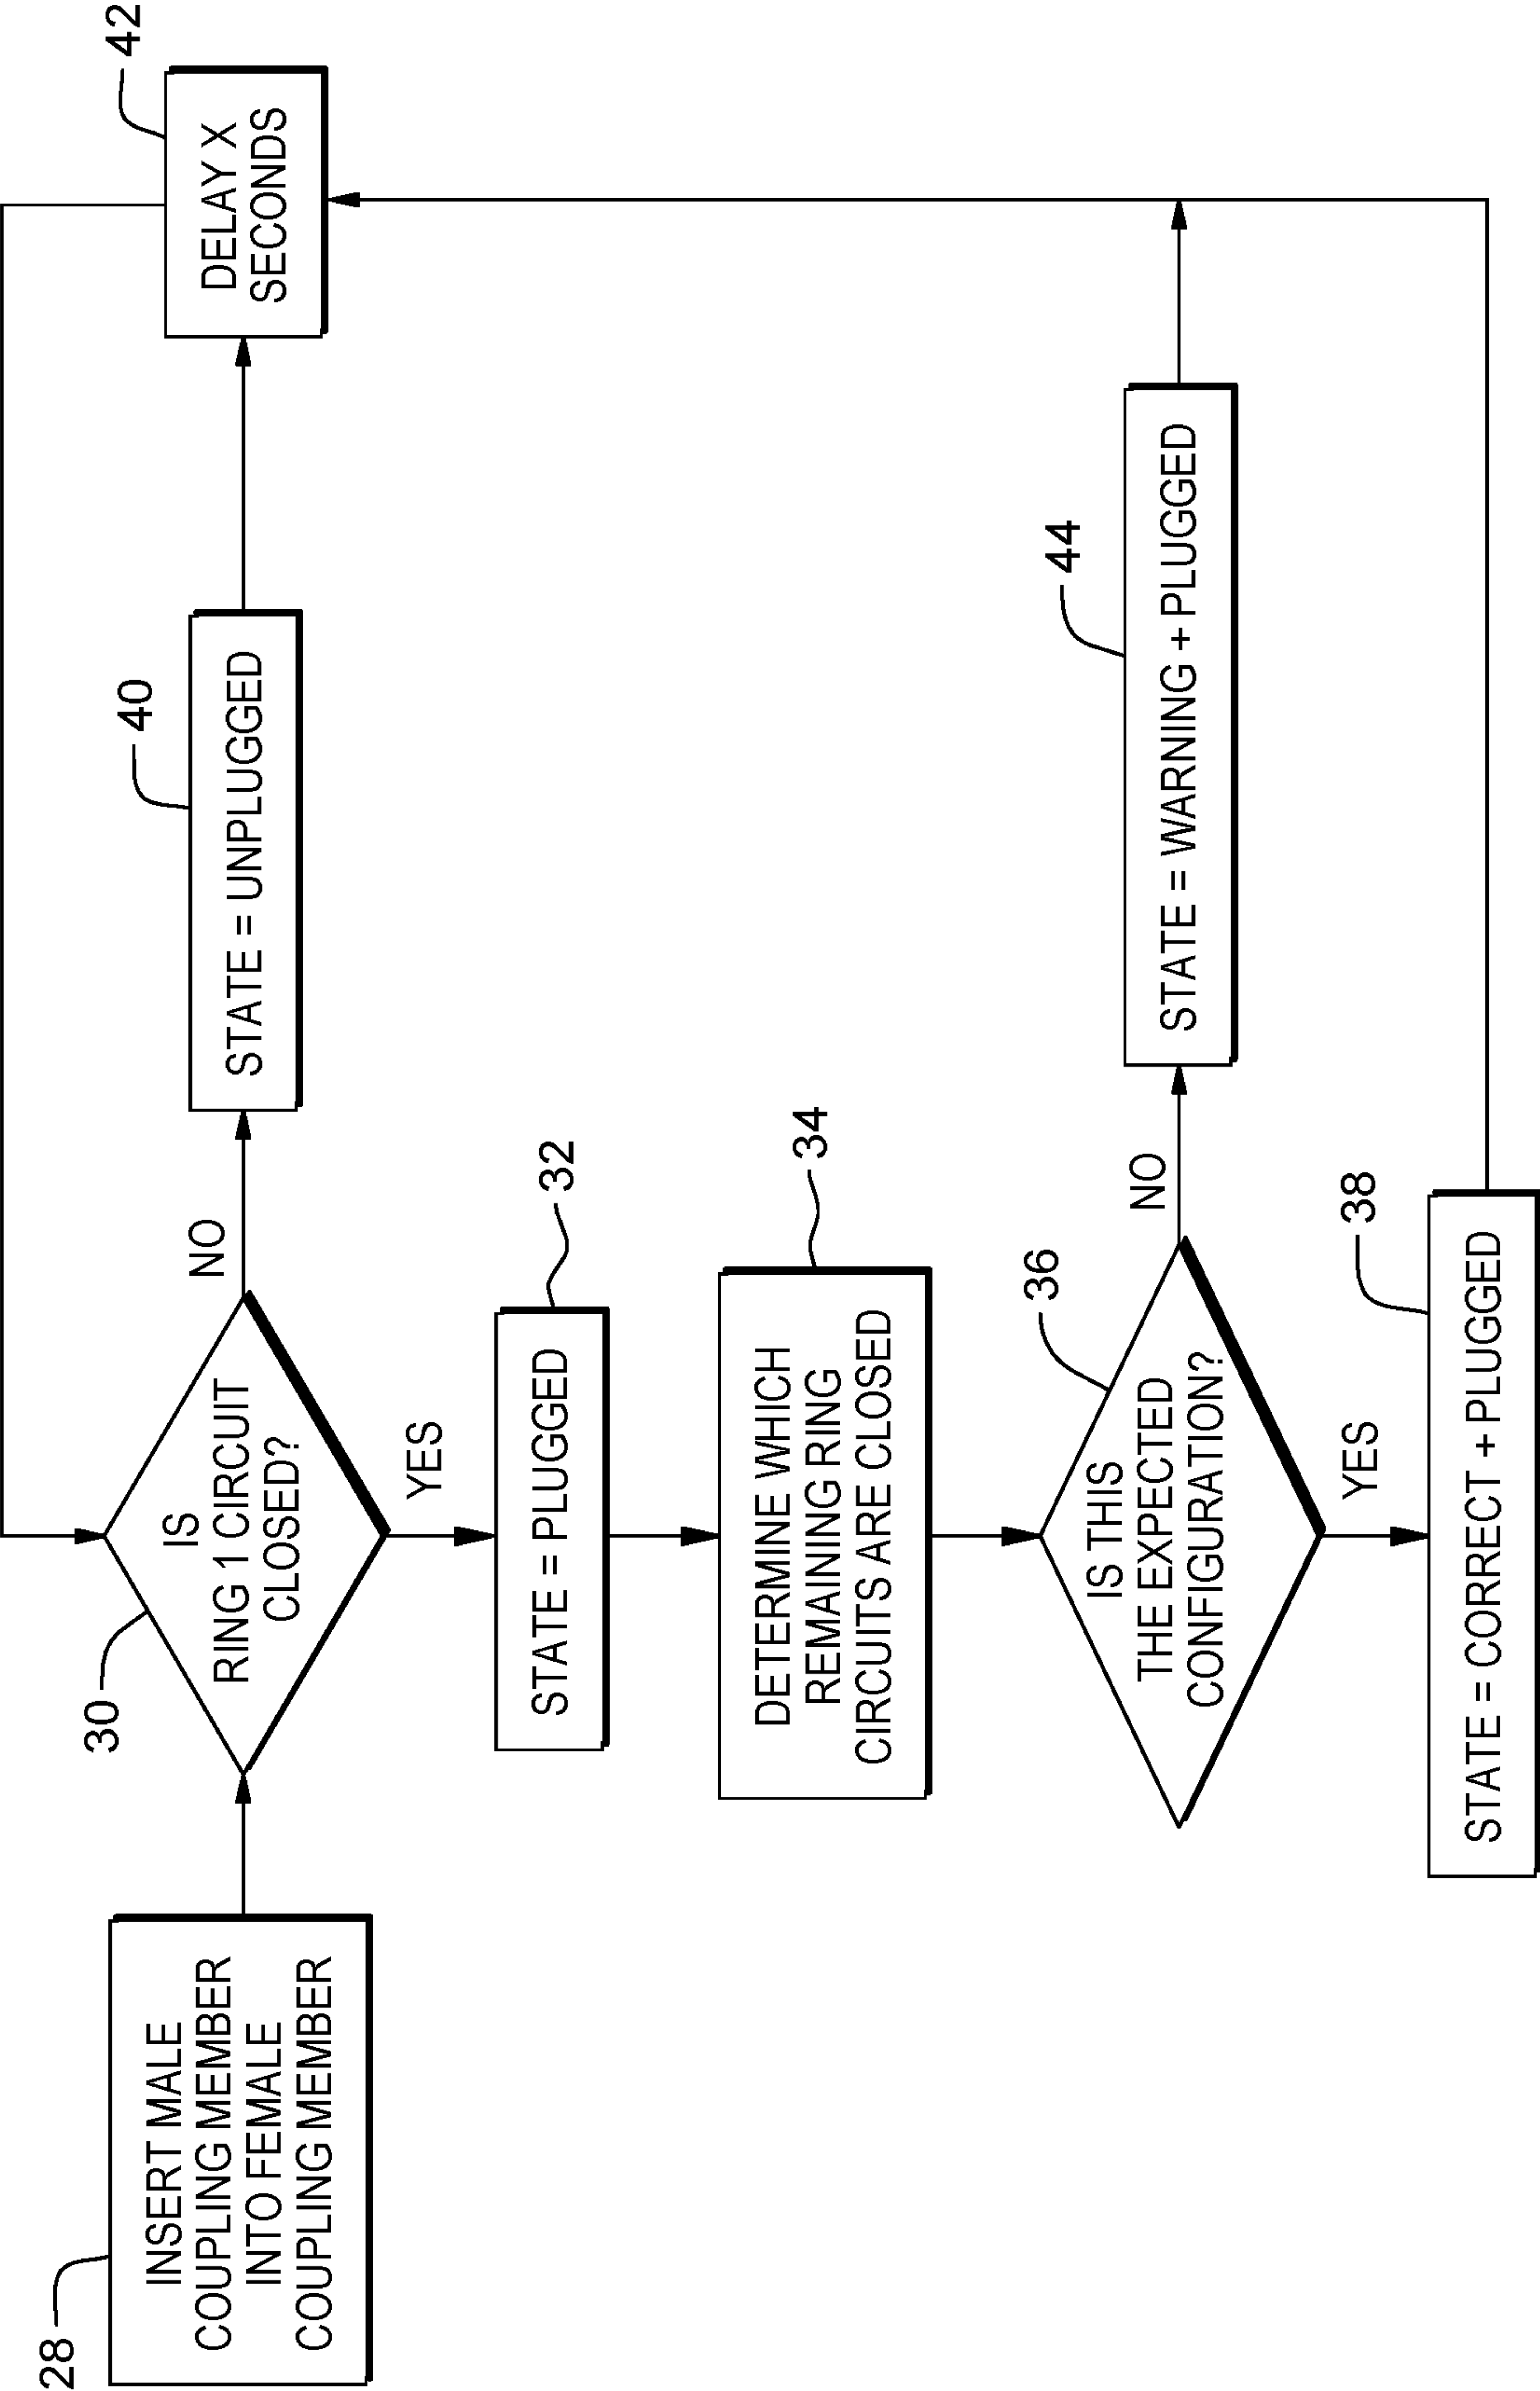 28
INSERT MALE
COUPLING MEMBER
INTO FEMALE
COUPLING MEMBER
30
IS
RING 1 CIRCUIT
CLOSED?
NO
40
STATE = UNPLUGGED
42
DELAY X
SECONDS
YES
32
STATE = PLUGGED
34
DETERMINE WHICH
REMAINING RING
CIRCUITS ARE CLOSED
36
IS THIS
THE EXPECTED
CONFIGURATION?
NO
44
STATE = WARNING + PLUGGED
YES
38
STATE = CORRECT + PLUGGED